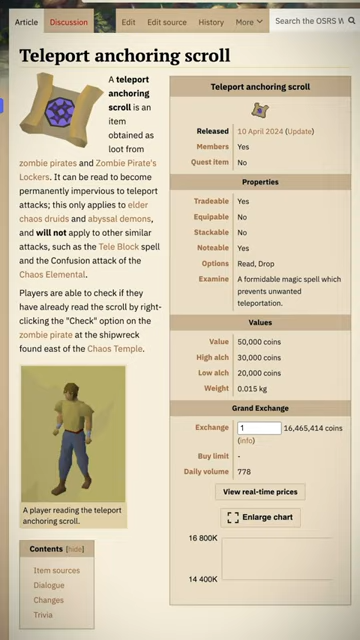 Article
Discussion
Edit
Edit source
History
More
Search the OSRS W
Teleport anchoring scroll
A teleport
anchoring
scroll is an
item
obtained as
loot from
zombie pirates and Zombie Pirate's
Lockers. It can be read to become
permanently impervious to teleport
attacks; this only applies to elder
chaos druids and abyssal demons,
and will not apply to other similar
attacks, such as the Tele Block spell
and the Confusion attack of the
Chaos Elemental.
Players are able to check if they
have already read the scroll by right-
clicking the "Check" option on the
zombie pirate at the shipwreck
found east of the Chaos Temple.
A player reading the teleport
anchoring scroll.
Contents [hide]
Item sources
Dialogue
Changes
Trivia
Teleport anchoring scroll
Released 10 April 2024 (Update)
Members Yes
Quest item No
Properties
Tradeable Yes
Equipable No
Stackable No
Noteable Yes
Options Read, Drop
Examine A formidable magic spell which
prevents unwanted
teleportation.
Values
Value 50,000 coins
High alch 30,000 coins
Low alch 20,000 coins
Weight 0.015 kg
Grand Exchange
Exchange 1 16,465,414 coins
(info)
Buy limit -
Daily volume 778
View real-time prices
Enlarge chart
16 800K
14 400K